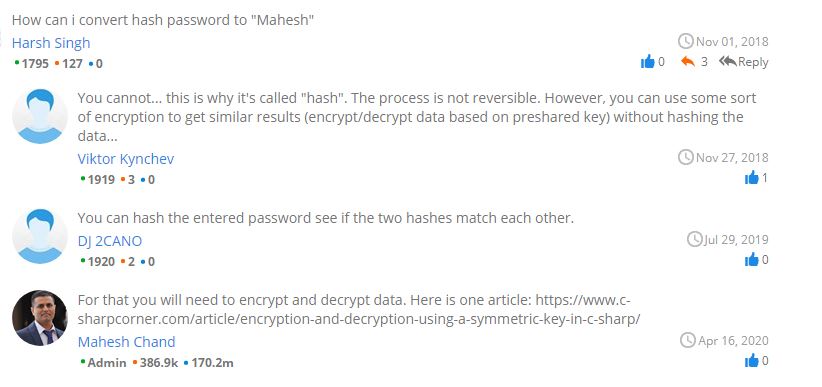 How can i convert hash password to "Mahesh"
Harsh Singh
Nov 01, 2018
1795 127 0
0 3 Reply
You cannot... this is why it's called "hash". The process is not reversible. However, you can use some sort
of encryption to get similar results (encrypt/decrypt data based on preshared key) without hashing the
data...
Viktor Kynchev
Nov 27, 2018
1919 3 0
1
You can hash the entered password see if the two hashes match each other.
DJ 2CANO
Jul 29, 2019
1920 2 0
0
For that you will need to encrypt and decrypt data. Here is one article: https://www.c-
sharpcorner.com/article/encryption-and-decryption-using-a-symmetric-key-in-c-sharp/
Mahesh Chand
Apr 16, 2020
Admin 386.9k 170.2m
0